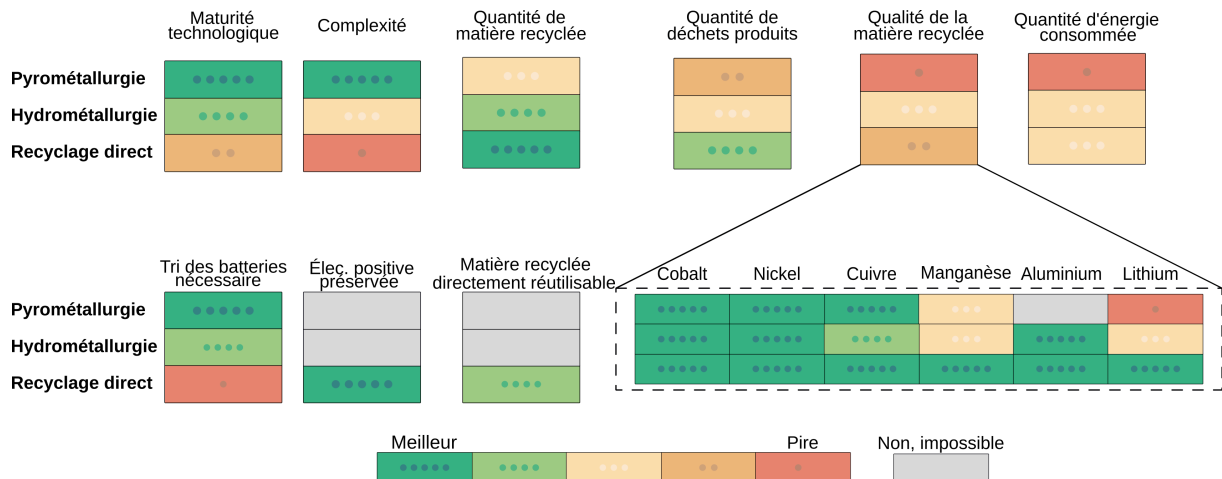 Maturité
technologique
Complexité
Quantité de
matière recyclée
Quantité de
déchets produits
Qualité de la
matière recyclée
Quantité d'énergie
consommée
Pyrométallurgie
Hydrométallurgie
Recyclage direct
Tri des batteries
nécessaire
Élec. positive
préservée
Matière recyclée
directement réutilisable
Cobalt
Nickel
Cuivre
Manganèse
Aluminium
Lithium
Pyrométallurgie
Hydrométallurgie
Recyclage direct
Meilleur
Pire
Non, impossible